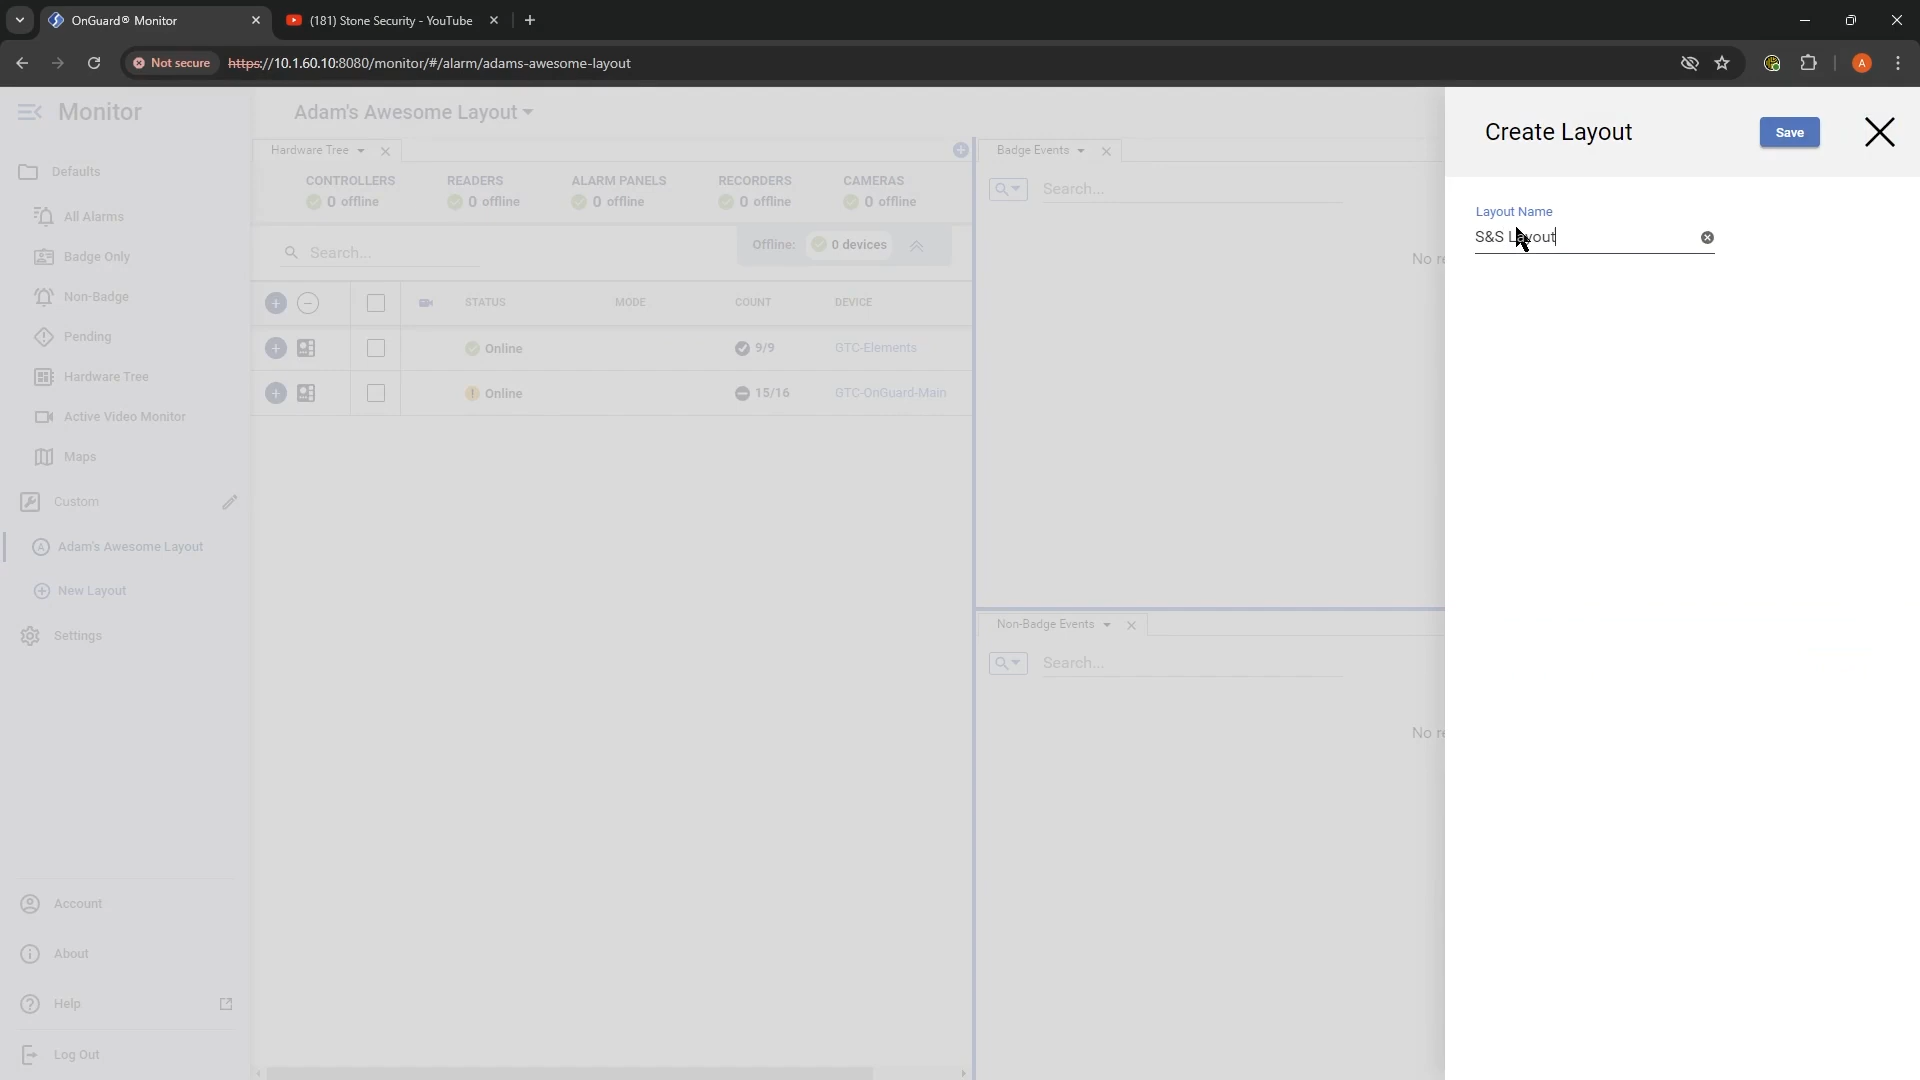 OnGuard® Monitor
(181) Stone Security - YouTube
Not secure
https://10.1.60.10:8080/monitor/#/alarm/adams-awesome-layout
A
Monitor
Defaults
All Alarms
Badge Only
Non-Badge
Pending
Hardware Tree
Active Video Monitor
Maps
Custom
A
Adam's Awesome Layout
New Layout
Settings
Account
About
Help
Log Out
Adam's Awesome Layout
Hardware Tree
CONTROLLERS READERS ALARM PANELS RECORDERS CAMERAS
0 offline 0 offline 0 offline 0 offline 0 offline
Search...
Offline: 0 devices
STATUS MODE COUNT DEVICE
Online 9/9 GTC-Elements
Online 15/16 GTC-OnGuard-Main
Badge Events
Search...
No
Non-Badge Events
Search...
No
Create Layout
Save
Layout Name
S&S Layout